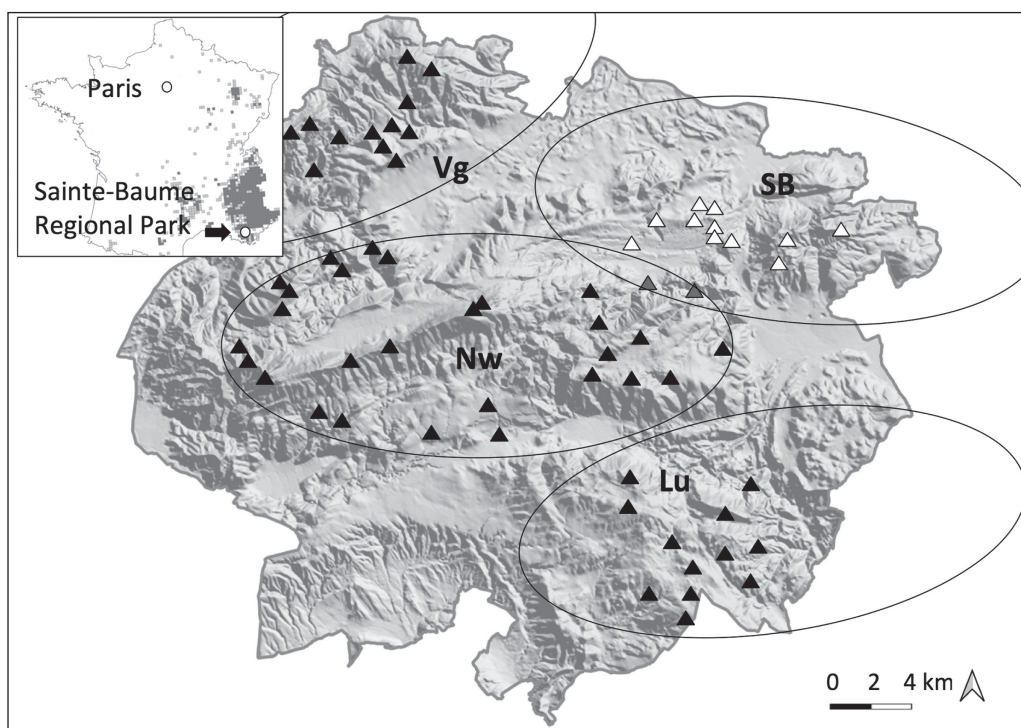 Paris
Sainte-Baume
Regional Park
Vg
SB
Nw
Lu
0 2 4 km